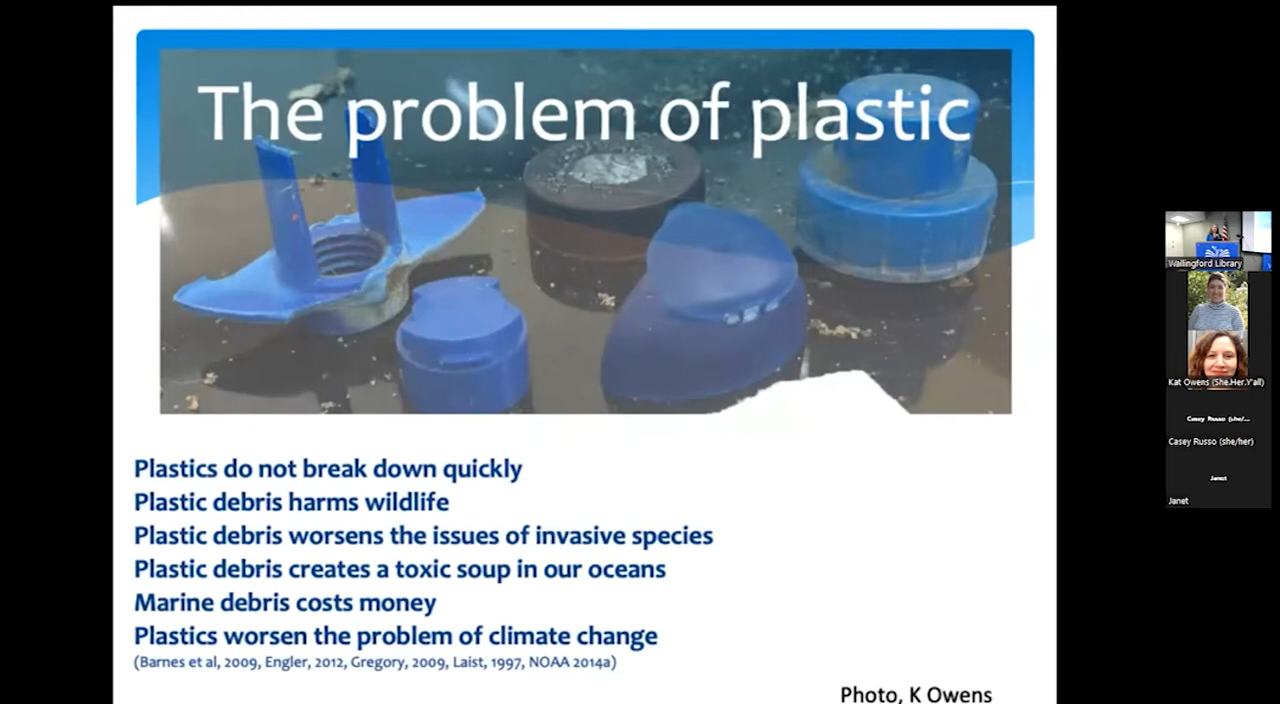 The problem of plastic
Plastics do not break down quickly
Plastic debris harms wildlife
Plastic debris worsens the issues of invasive species
Plastic debris creates a toxic soup in our oceans
Marine debris costs money
Plastics worsen the problem of climate change
(Barnes et al, 2009, Engler, 2012, Gregory, 2009, Laist, 1997, NOAA 2014a)
Photo, K Owens
Wallingford Library
Kat Owens (She.Her.Y'all)
Casey Russo (she/...
Casey Russo (she/her)
Janet
Janet